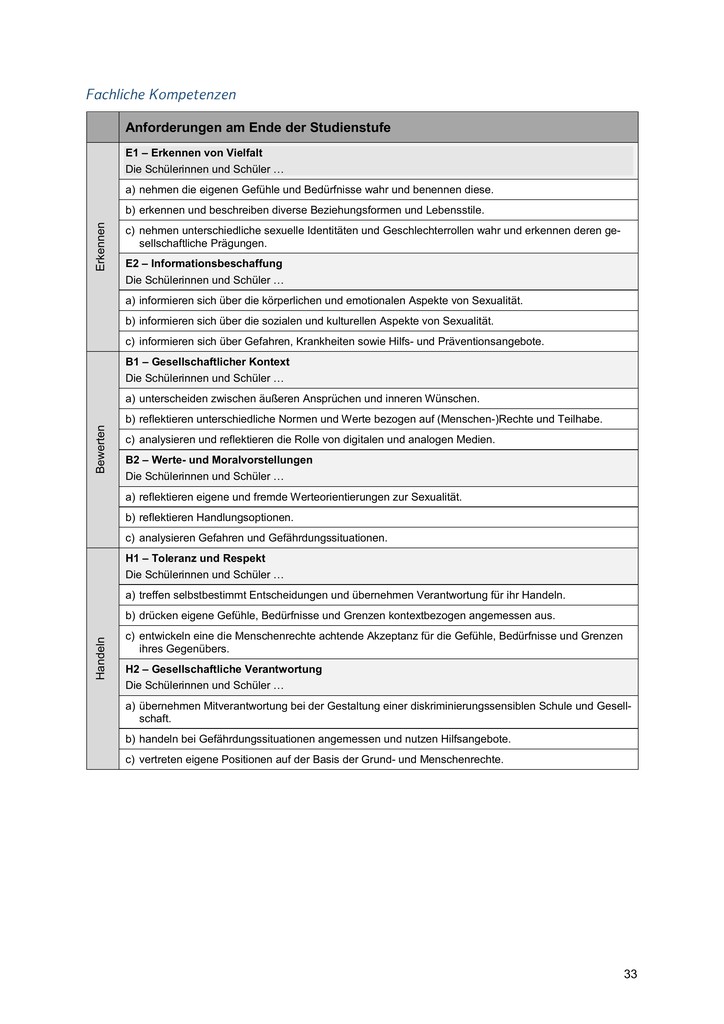 Fachliche Kompetenzen
Anforderungen am Ende der Studienstufe
Erkennen
E1 – Erkennen von Vielfalt
Die Schülerinnen und Schüler …
a) nehmen die eigenen Gefühle und Bedürfnisse wahr und benennen diese.
b) erkennen und beschreiben diverse Beziehungsformen und Lebensstile.
c) nehmen unterschiedliche sexuelle Identitäten und Geschlechterrollen wahr und erkennen deren ge-
sellschaftliche Prägungen.
E2 – Informationsbeschaffung
Die Schülerinnen und Schüler …
a) informieren sich über die körperlichen und emotionalen Aspekte von Sexualität.
b) informieren sich über die sozialen und kulturellen Aspekte von Sexualität.
c) informieren sich über Gefahren, Krankheiten sowie Hilfs- und Präventionsangebote.
Bewerten
B1 – Gesellschaftlicher Kontext
Die Schülerinnen und Schüler …
a) unterscheiden zwischen äußeren Ansprüchen und inneren Wünschen.
b) reflektieren unterschiedliche Normen und Werte bezogen auf (Menschen-)Rechte und Teilhabe.
c) analysieren und reflektieren die Rolle von digitalen und analogen Medien.
B2 – Werte- und Moralvorstellungen
Die Schülerinnen und Schüler …
a) reflektieren eigene und fremde Werteorientierungen zur Sexualität.
b) reflektieren Handlungsoptionen.
c) analysieren Gefahren und Gefährdungssituationen.
Handeln
H1 – Toleranz und Respekt
Die Schülerinnen und Schüler …
a) treffen selbstbestimmt Entscheidungen und übernehmen Verantwortung für ihr Handeln.
b) drücken eigene Gefühle, Bedürfnisse und Grenzen kontextbezogen angemessen aus.
c) entwickeln eine die Menschenrechte achtende Akzeptanz für die Gefühle, Bedürfnisse und Grenzen
ihres Gegenübers.
H2 – Gesellschaftliche Verantwortung
Die Schülerinnen und Schüler …
a) übernehmen Mitverantwortung bei der Gestaltung einer diskriminierungssensiblen Schule und Gesell-
schaft.
b) handeln bei Gefährdungssituationen angemessen und nutzen Hilfsangebote.
c) vertreten eigene Positionen auf der Basis der Grund- und Menschenrechte.
33